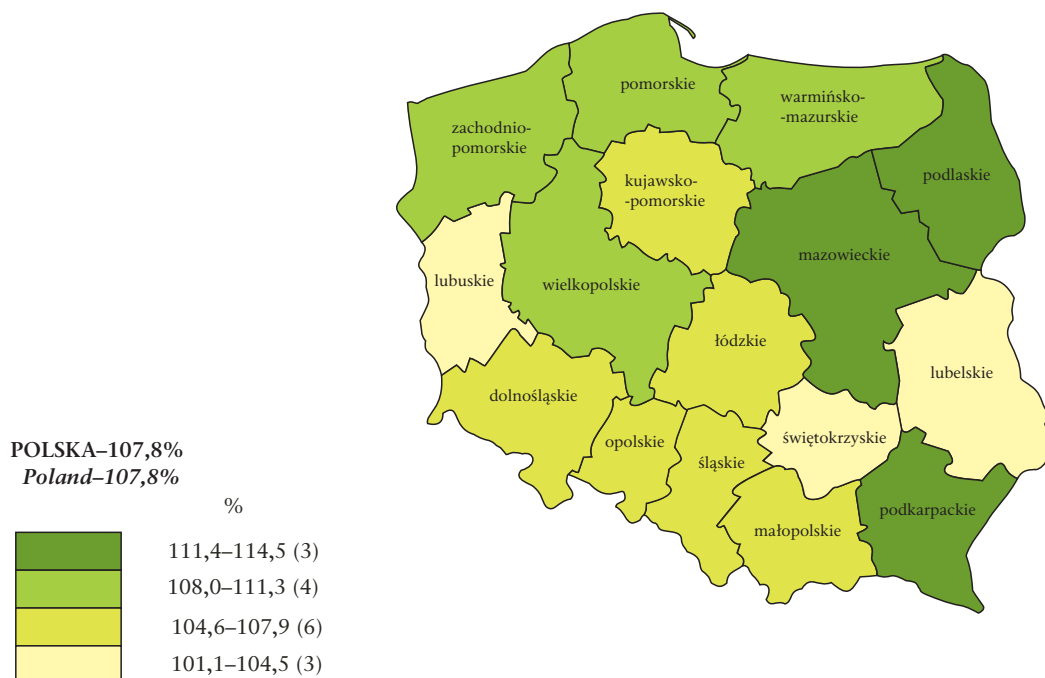 pomorskie
warmińsko-
-mazurskie
zachodnio-
pomorskie
podlaskie
kujawsko-
-pomorskie
mazowieckie
lubuskie
wielkopolskie
łódzkie
lubelskie
dolnośląskie
opolskie
świętokrzyskie
śląskie
podkarpackie
małopolskie
POLSKA–107,8%
Poland–107,8%
%
111,4–114,5 (3)
108,0–111,3 (4)
104,6–107,9 (6)
101,1–104,5 (3)